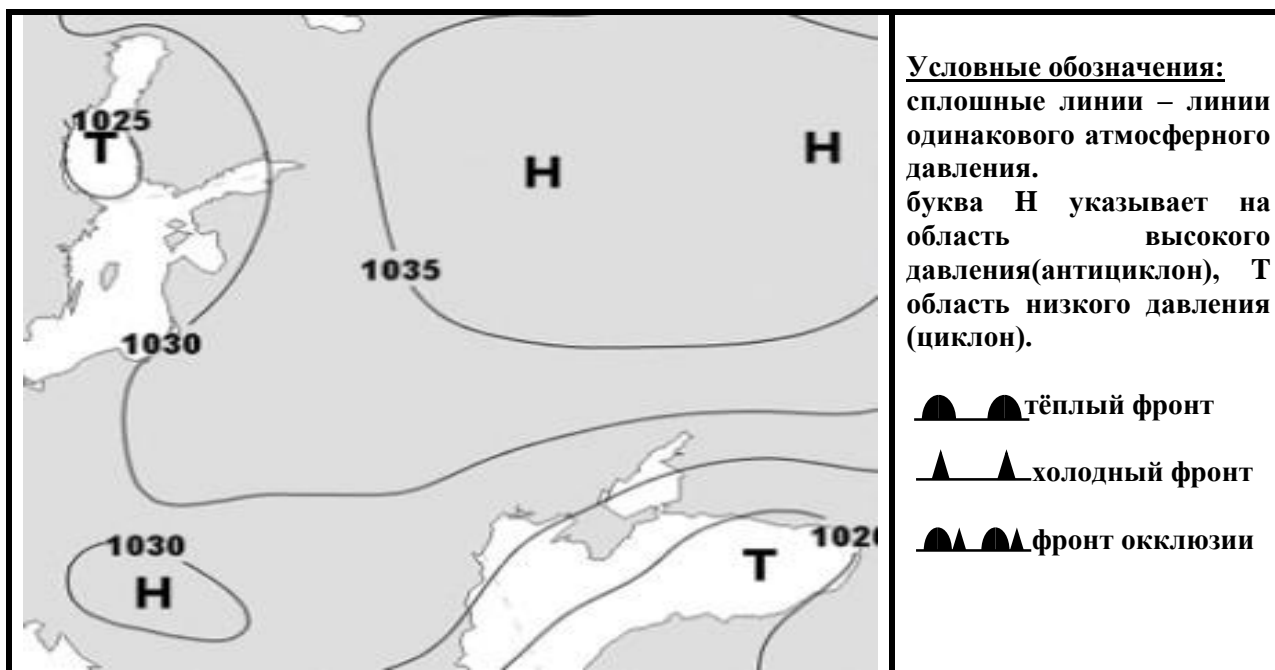 1025
T
H
H
1035
1030
1030
H
T
1020
Условные обозначения:
сплошные линии – линии
одинакового атмосферного
давления.
буква Н указывает на
область высокого
давления(антициклон), Т
область низкого давления
(циклон).
тёплый фронт
холодный фронт
фронт окклюзии